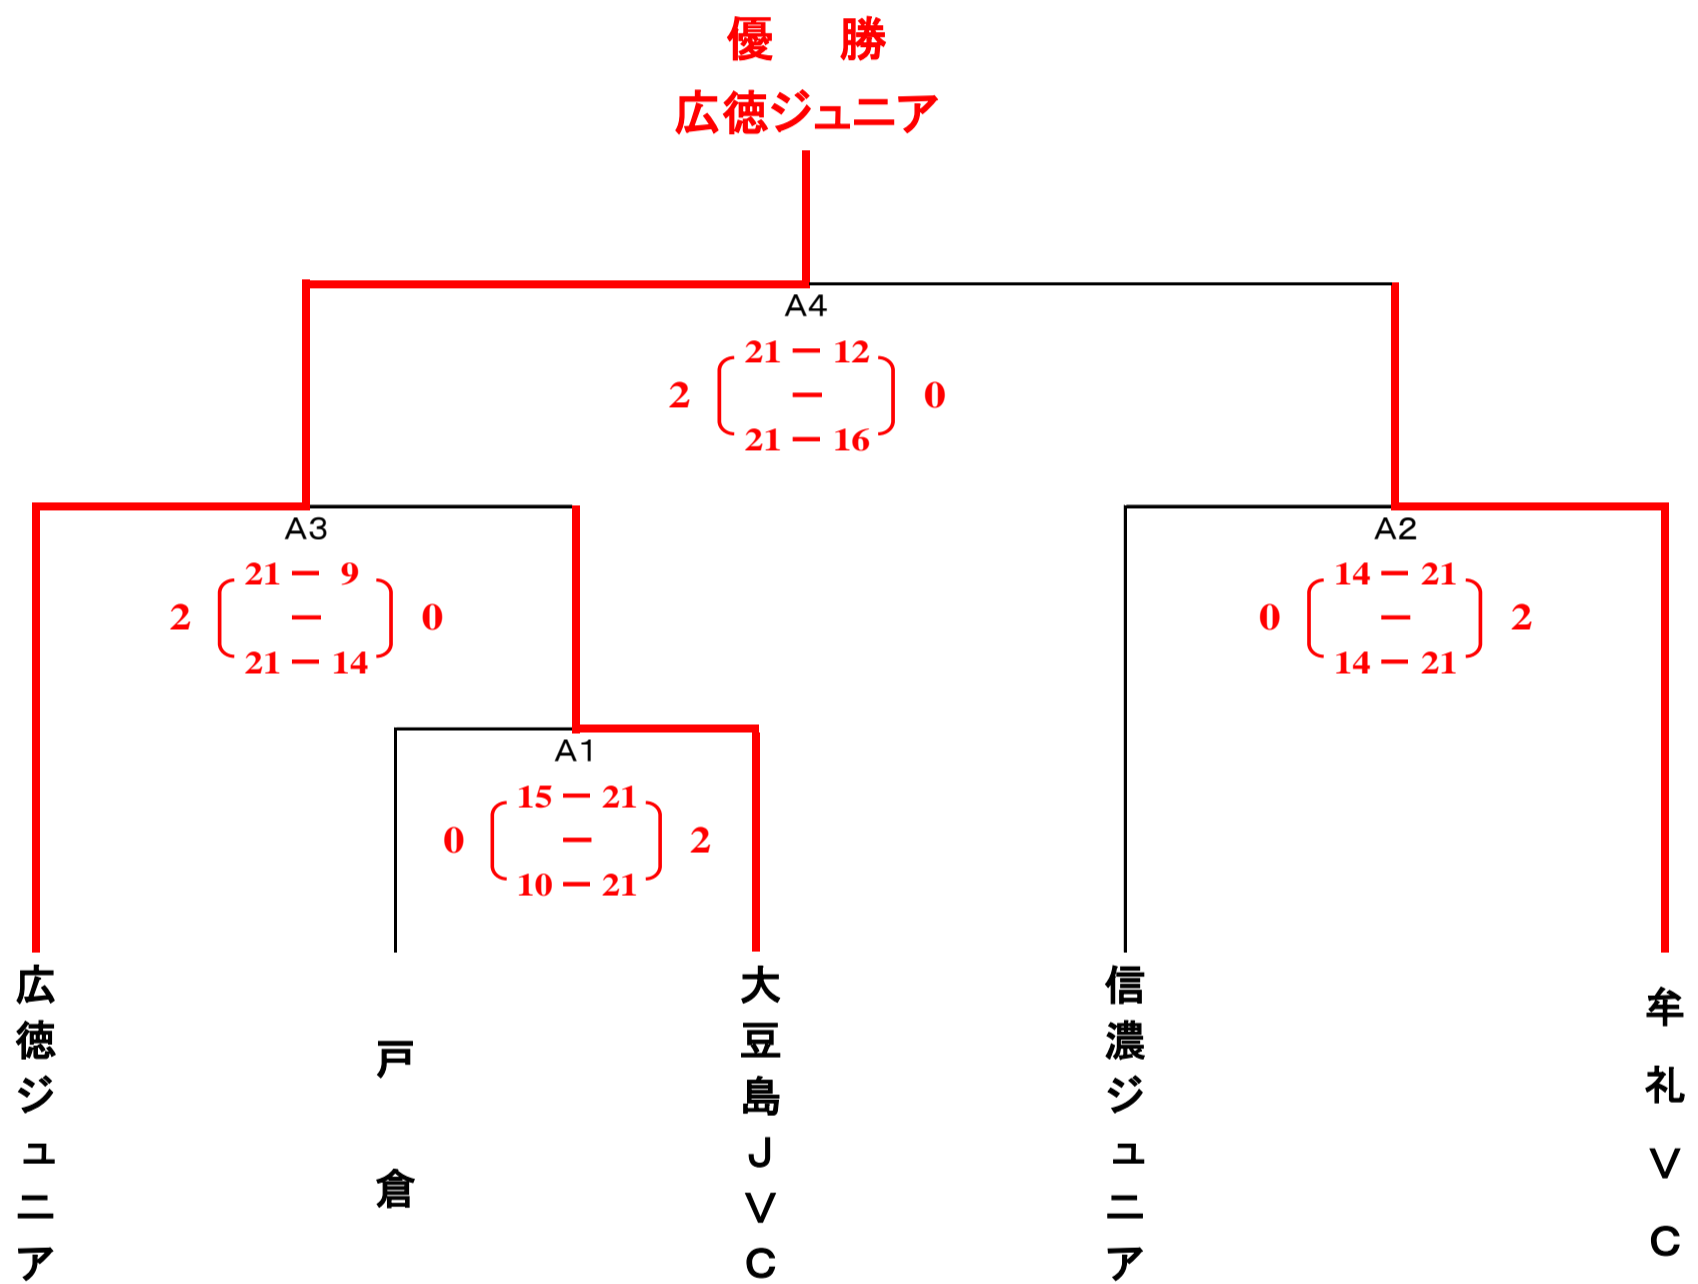 優　勝
広徳ジュニア
A4
21 ー 12
2 ー 0
21 ー 16
A3
21 ー 9
2 ー 0
21 ー 14
A2
14 ー 21
0 ー 2
14 ー 21
A1
15 ー 21
0 ー 2
10 ー 21
広徳ジュニア
戸倉
大豆島JVC
信濃ジュニア
牟礼VC